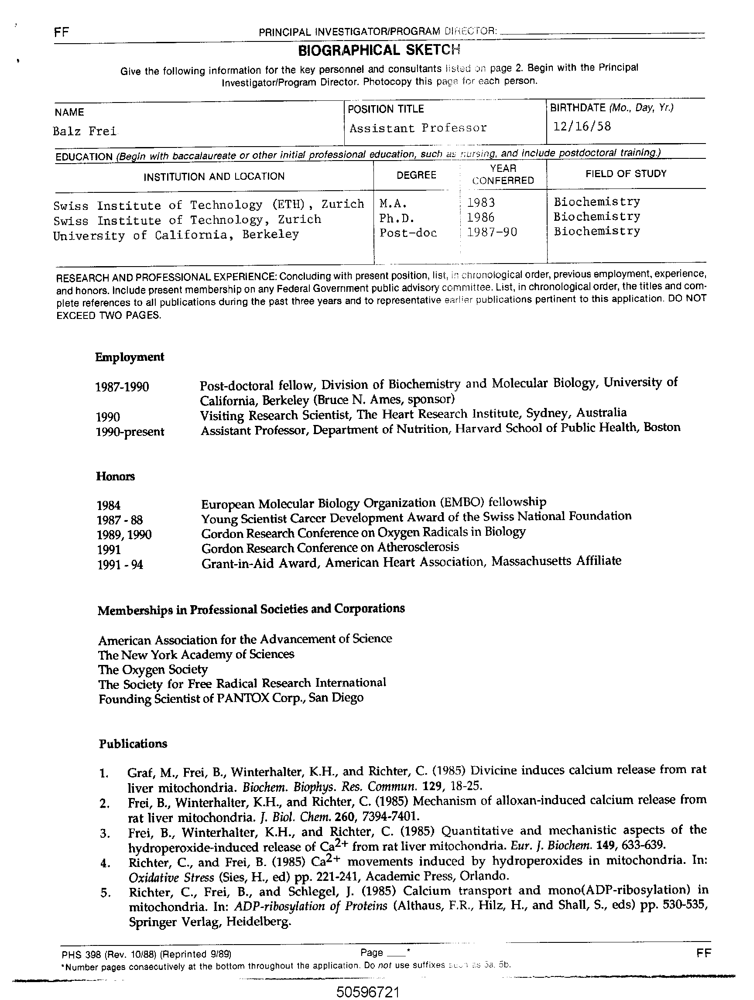 FF
PRINCIPAL INVESTIGATOR/PROGRAM DIRECTOR:
BIOGRAPHICAL SKETCH
Give the following information for the key personnel and consultants listed on page 2. Begin with the Principal
Investigator/Program Director. Photocopy this page for each person.
NAME
POSITION TITLE
BIRTHDATE (Mo., Day, Yr.)
Balz Frei
Assistant Professor
12/16/58
EDUCATION (Begin with baccalaureate or other initial professional education, such as nursing, and include postdoctoral training.)
INSTITUTION AND LOCATION
DEGREE
YEAR
CONFERRED
FIELD OF STUDY
Swiss Institute of Technology (ETH), Zurich M.A. 1983 Biochemistry
Swiss Institute of Technology, Zurich Ph.D. 1986 Biochemistry
University of California, Berkeley Post-doc 1987-90 Biochemistry
RESEARCH AND PROFESSIONAL EXPERIENCE: Concluding with present position, list, in chronological order, previous employment, experience,
and honors. Include present membership on any Federal Government public advisory committee. List, in chronological order, the titles and com-
plete references to all publications during the past three years and to representative earlier publications pertinent to this application. DO NOT
EXCEED TWO PAGES.
Employment
1987-1990 Post-doctoral fellow, Division of Biochemistry and Molecular Biology, University of
California, Berkeley (Bruce N. Ames, sponsor)
1990 Visiting Research Scientist, The Heart Research Institute, Sydney, Australia
1990-present Assistant Professor, Department of Nutrition, Harvard School of Public Health, Boston
Honors
1984 European Molecular Biology Organization (EMBO) fellowship
1987 - 88 Young Scientist Career Development Award of the Swiss National Foundation
1989, 1990 Gordon Research Conference on Oxygen Radicals in Biology
1991 Gordon Research Conference on Atherosclerosis
1991 - 94 Grant-in-Aid Award, American Heart Association, Massachusetts Affiliate
Memberships in Professional Societies and Corporations
American Association for the Advancement of Science
The New York Academy of Sciences
The Oxygen Society
The Society for Free Radical Research International
Founding Scientist of PANTOX Corp., San Diego
Publications
1. Graf, M., Frei, B., Winterhalter, K.H., and Richter, C. (1985) Divicine induces calcium release from rat
liver mitochondria. Biochem. Biophys. Res. Commun. 129, 18-25.
2. Frei, B., Winterhalter, K.H., and Richter, C. (1985) Mechanism of alloxan-induced calcium release from
rat liver mitochondria. J. Biol. Chem. 260, 7394-7401.
3. Frei, B., Winterhalter, K.H., and Richter, C. (1985) Quantitative and mechanistic aspects of the
hydroperoxide-induced release of Ca2+ from rat liver mitochondria. Eur. J. Biochem. 149, 633-639.
4. Richter, C., and Frei, B. (1985) Ca2+ movements induced by hydroperoxides in mitochondria. In:
Oxidative Stress (Sies, H., ed) pp. 221-241, Academic Press, Orlando.
5. Richter, C., Frei, B., and Schlegel, J. (1985) Calcium transport and mono(ADP-ribosylation) in
mitochondria. In: ADP-ribosylation of Proteins (Althaus, F.R., Hilz, H., and Shall, S., eds) pp. 530-535,
Springer Verlag, Heidelberg.
PHS 398 (Rev. 10/88) (Reprinted 9/89)
Page ___*
FF
*Number pages consecutively at the bottom throughout the application. Do not use suffixes such as 3a, 5b.
50596721